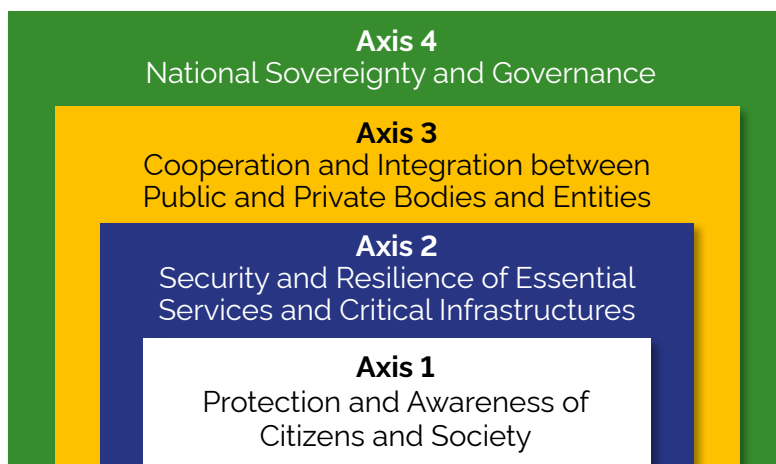 Axis 4
National Sovereignty and Governance
Axis 3
Cooperation and Integration between
Public and Private Bodies and Entities
Axis 2
Security and Resilience of Essential
Services and Critical Infrastructures
Axis 1
Protection and Awareness of
Citizens and Society